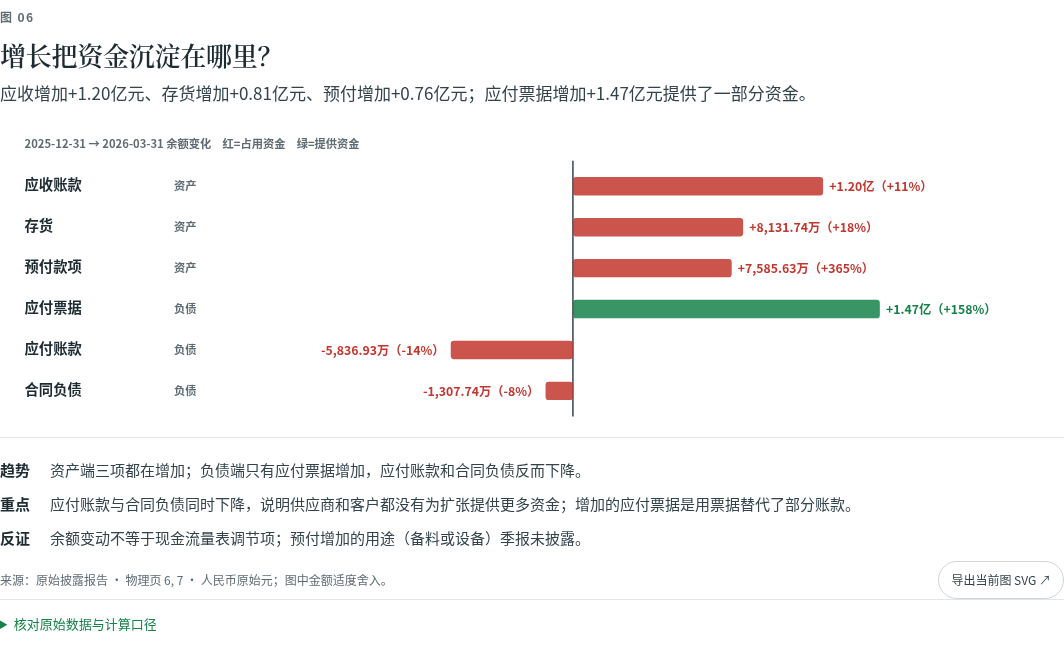 图 06
增长把资金沉淀在哪里？
应收增加+1.20亿元、存货增加+0.81亿元、预付增加+0.76亿元；应付票据增加+1.47亿元提供了一部分资金。
2025-12-31 → 2026-03-31 余额变化 红=占用资金 绿=提供资金
应收账款 资产 +1.20亿（+11%）
存货 资产 +8,131.74万（+18%）
预付款项 资产 +7,585.63万（+365%）
应付票据 负债 +1.47亿（+158%）
应付账款 负债 -5,836.93万（-14%）
合同负债 负债 -1,307.74万（-8%）
趋势 资产端三项都在增加；负债端只有应付票据增加，应付账款和合同负债反而下降。
重点 应付账款与合同负债同时下降，说明供应商和客户都没有为扩张提供更多资金；增加的应付票据是用票据替代了部分账款。
反证 余额变动不等于现金流量表调节项；预付增加的用途（备料或设备）季报未披露。
来源：原始披露报告 · 物理页 6, 7 · 人民币原始元；图中金额适度舍入。
导出当前图 SVG ↗
▶ 核对原始数据与计算口径